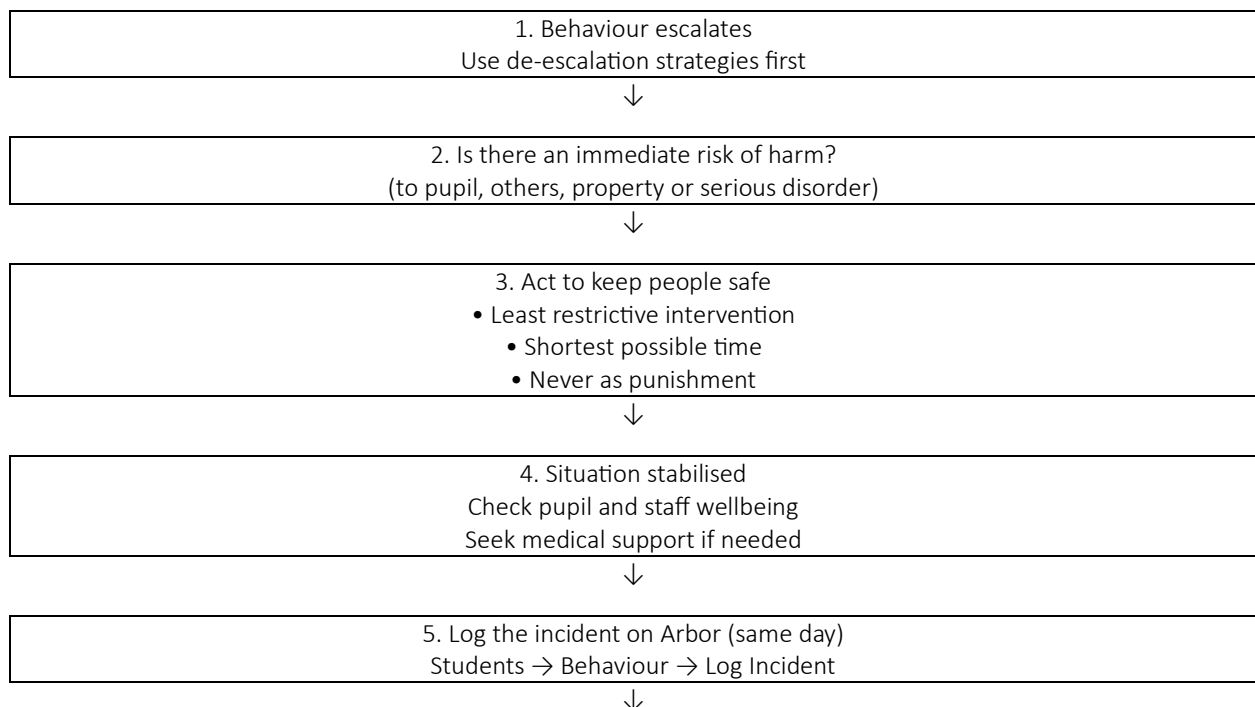 1. Behaviour escalates
Use de-escalation strategies first
↓
2. Is there an immediate risk of harm?
(to pupil, others, property or serious disorder)
↓
3. Act to keep people safe
• Least restrictive intervention
• Shortest possible time
• Never as punishment
↓
4. Situation stabilised
Check pupil and staff wellbeing
Seek medical support if needed
↓
5. Log the incident on Arbor (same day)
Students → Behaviour → Log Incident
↓